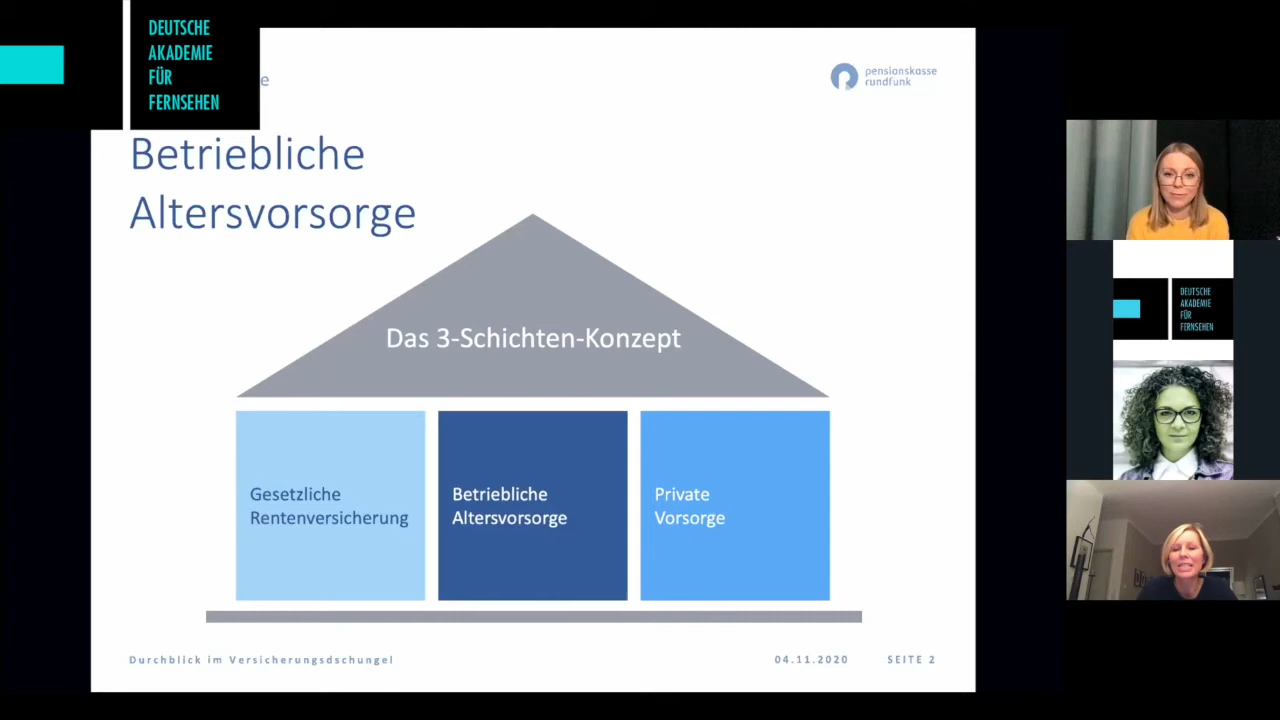 DEUTSCHE
AKADEMIE
FÜR
FERNSEHEN
pensionskasse
rundfunk
Betriebliche
Altersvorsorge
Das 3-Schichten-Konzept
Gesetzliche
Rentenversicherung
Betriebliche
Altersvorsorge
Private
Vorsorge
Durchblick im Versicherungsdschungel
04.11.2020
SEITE 2
DEUTSCHE
AKADEMIE
FÜR
FERNSEHEN